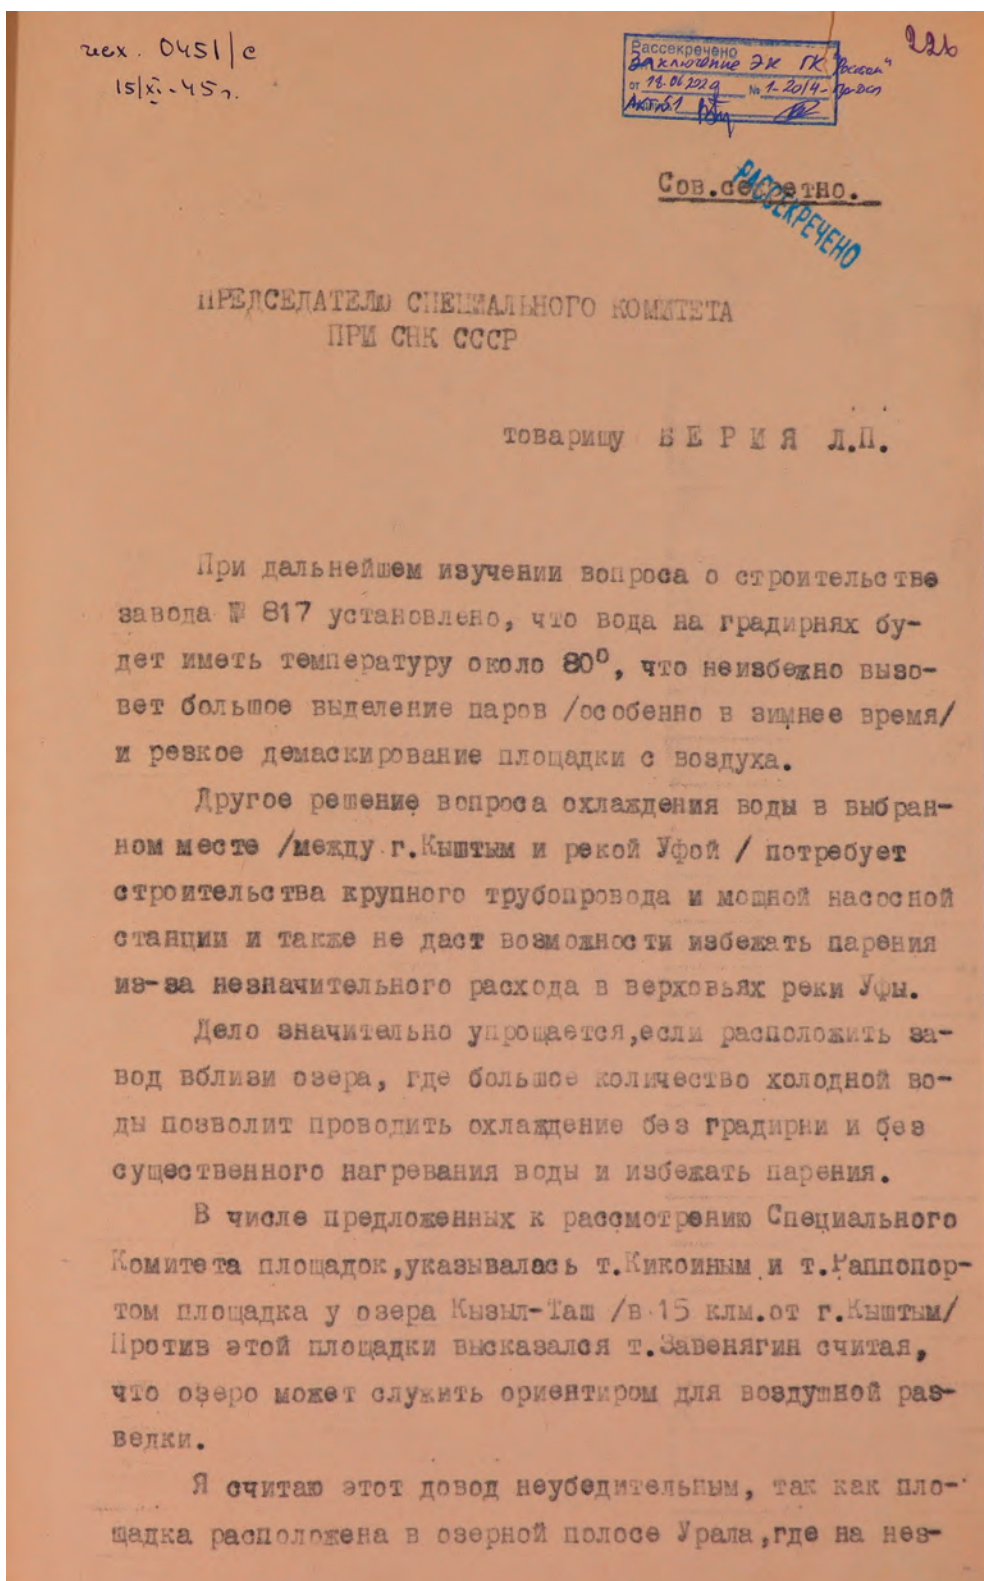 исх. 0451/с
15/XI-45г.
22б
Рассекречено
Заключение ЭК ГК "Росатом"
от 18.06.2020 № 1-20/4-Пр-Дсп
Акт № 51
Сов.секретно.
РАССЕКРЕЧЕНО
ПРЕДСЕДАТЕЛЮ СПЕЦИАЛЬНОГО КОМИТЕТА
ПРИ СНК СССР
товарищу Б Е Р И Я Л.П.
При дальнейшем изучении вопроса о строительстве
завода № 817 установлено, что вода на градирнях бу-
дет иметь температуру около 80°, что неизбежно вызо-
вет большое выделение паров /особенно в зимнее время/
и резкое демаскирование площадки с воздуха.
Другое решение вопроса охлаждения воды в выбран-
ном месте /между г.Кыштым и рекой Уфой / потребует
строительства крупного трубопровода и мощной насосной
станции и также не даст возможности избежать парения
из-за незначительного расхода в верховьях реки Уфы.
Дело значительно упрощается,если расположить за-
вод вблизи озера, где большое количество холодной во-
ды позволит проводить охлаждение без градирни и без
существенного нагревания воды и избежать парения.
В числе предложенных к рассмотрению Специального
Комитета площадок,указывалась т.Кикоиным и т.Раппопор-
том площадка у озера Кызыл-Таш /в 15 клм.от г.Кыштым/
Против этой площадки высказался т.Завенягин считая,
что озеро может служить ориентиром для воздушной раз-
ведки.
Я считаю этот довод неубедительным, так как пло-
щадка расположена в озерной полосе Урала,где на нез-